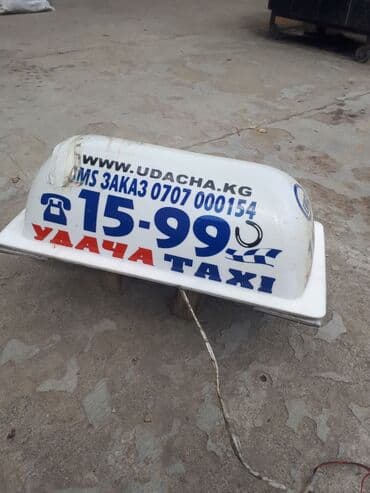 WWW.UDACHA.KG
SMS ЗАКАЗ 0707 000154
15-99
УДАЧА TAXI